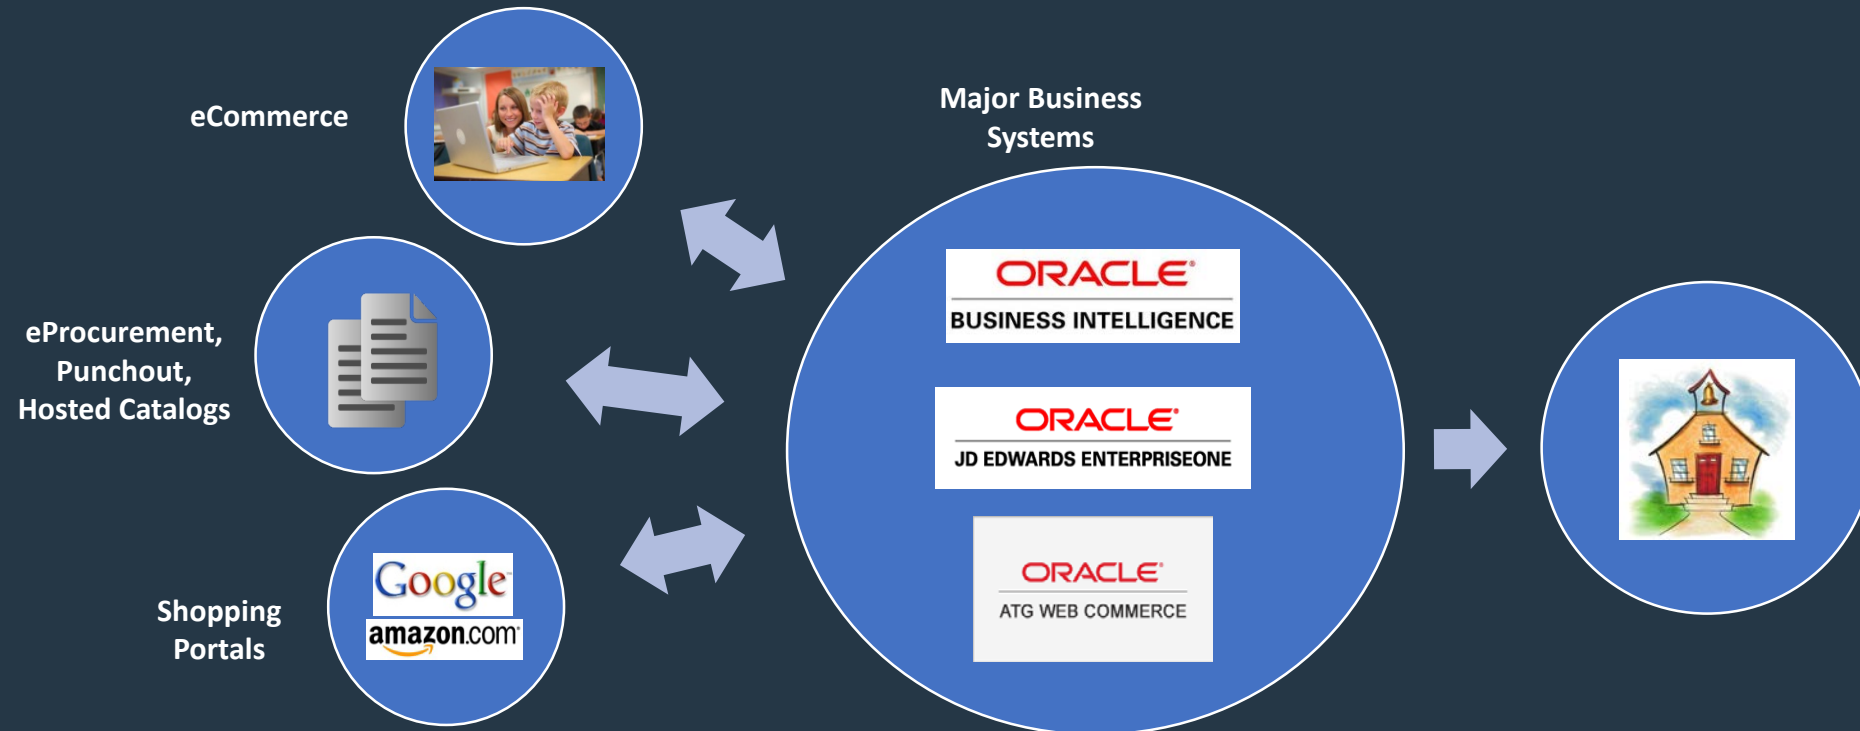 eCommerce
Major Business
Systems
ORACLE®
BUSINESS INTELLIGENCE
eProcurement,
Punchout,
Hosted Catalogs
ORACLE®
JD EDWARDS ENTERPRISEONE
ORACLE®
ATG WEB COMMERCE
Shopping
Portals
Google™
amazon.com®